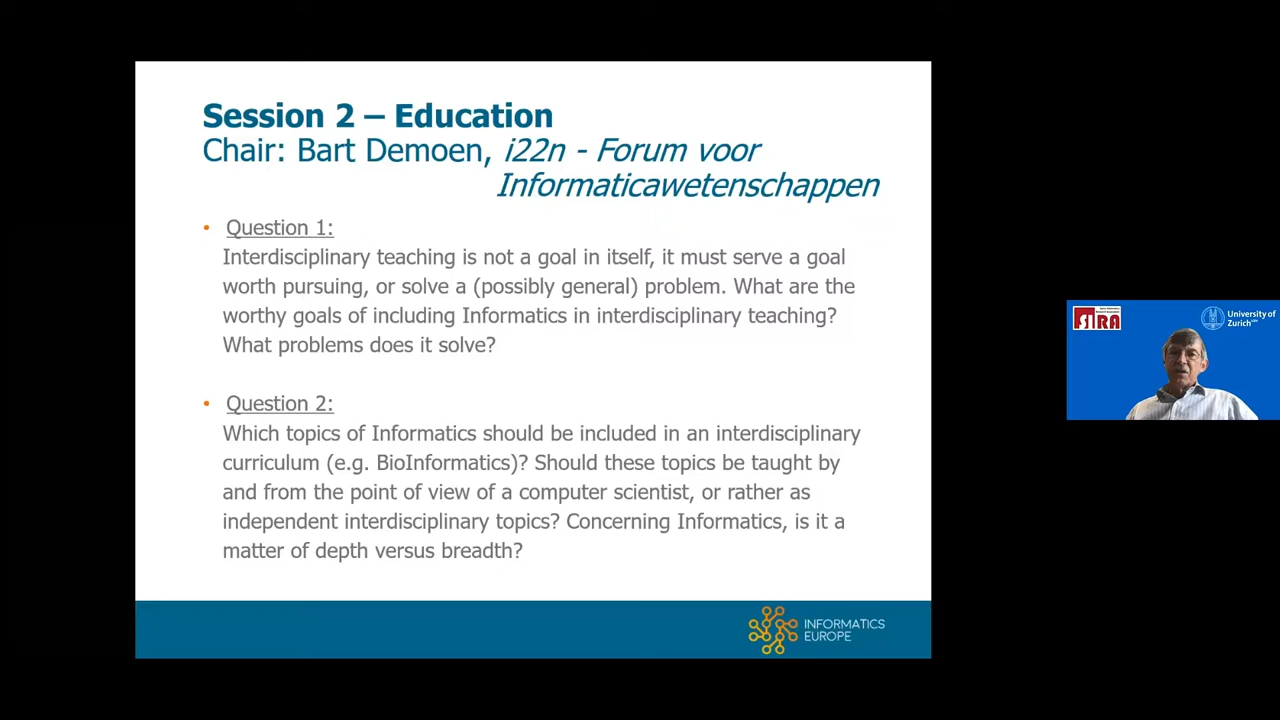 Session 2 – Education
Chair: Bart Demoen, i22n - Forum voor
Informaticawetenschappen
• Question 1:
Interdisciplinary teaching is not a goal in itself, it must serve a goal
worth pursuing, or solve a (possibly general) problem. What are the
worthy goals of including Informatics in interdisciplinary teaching?
What problems does it solve?
• Question 2:
Which topics of Informatics should be included in an interdisciplinary
curriculum (e.g. BioInformatics)? Should these topics be taught by
and from the point of view of a computer scientist, or rather as
independent interdisciplinary topics? Concerning Informatics, is it a
matter of depth versus breadth?
INFORMATICS
EUROPE
University of
Zurich